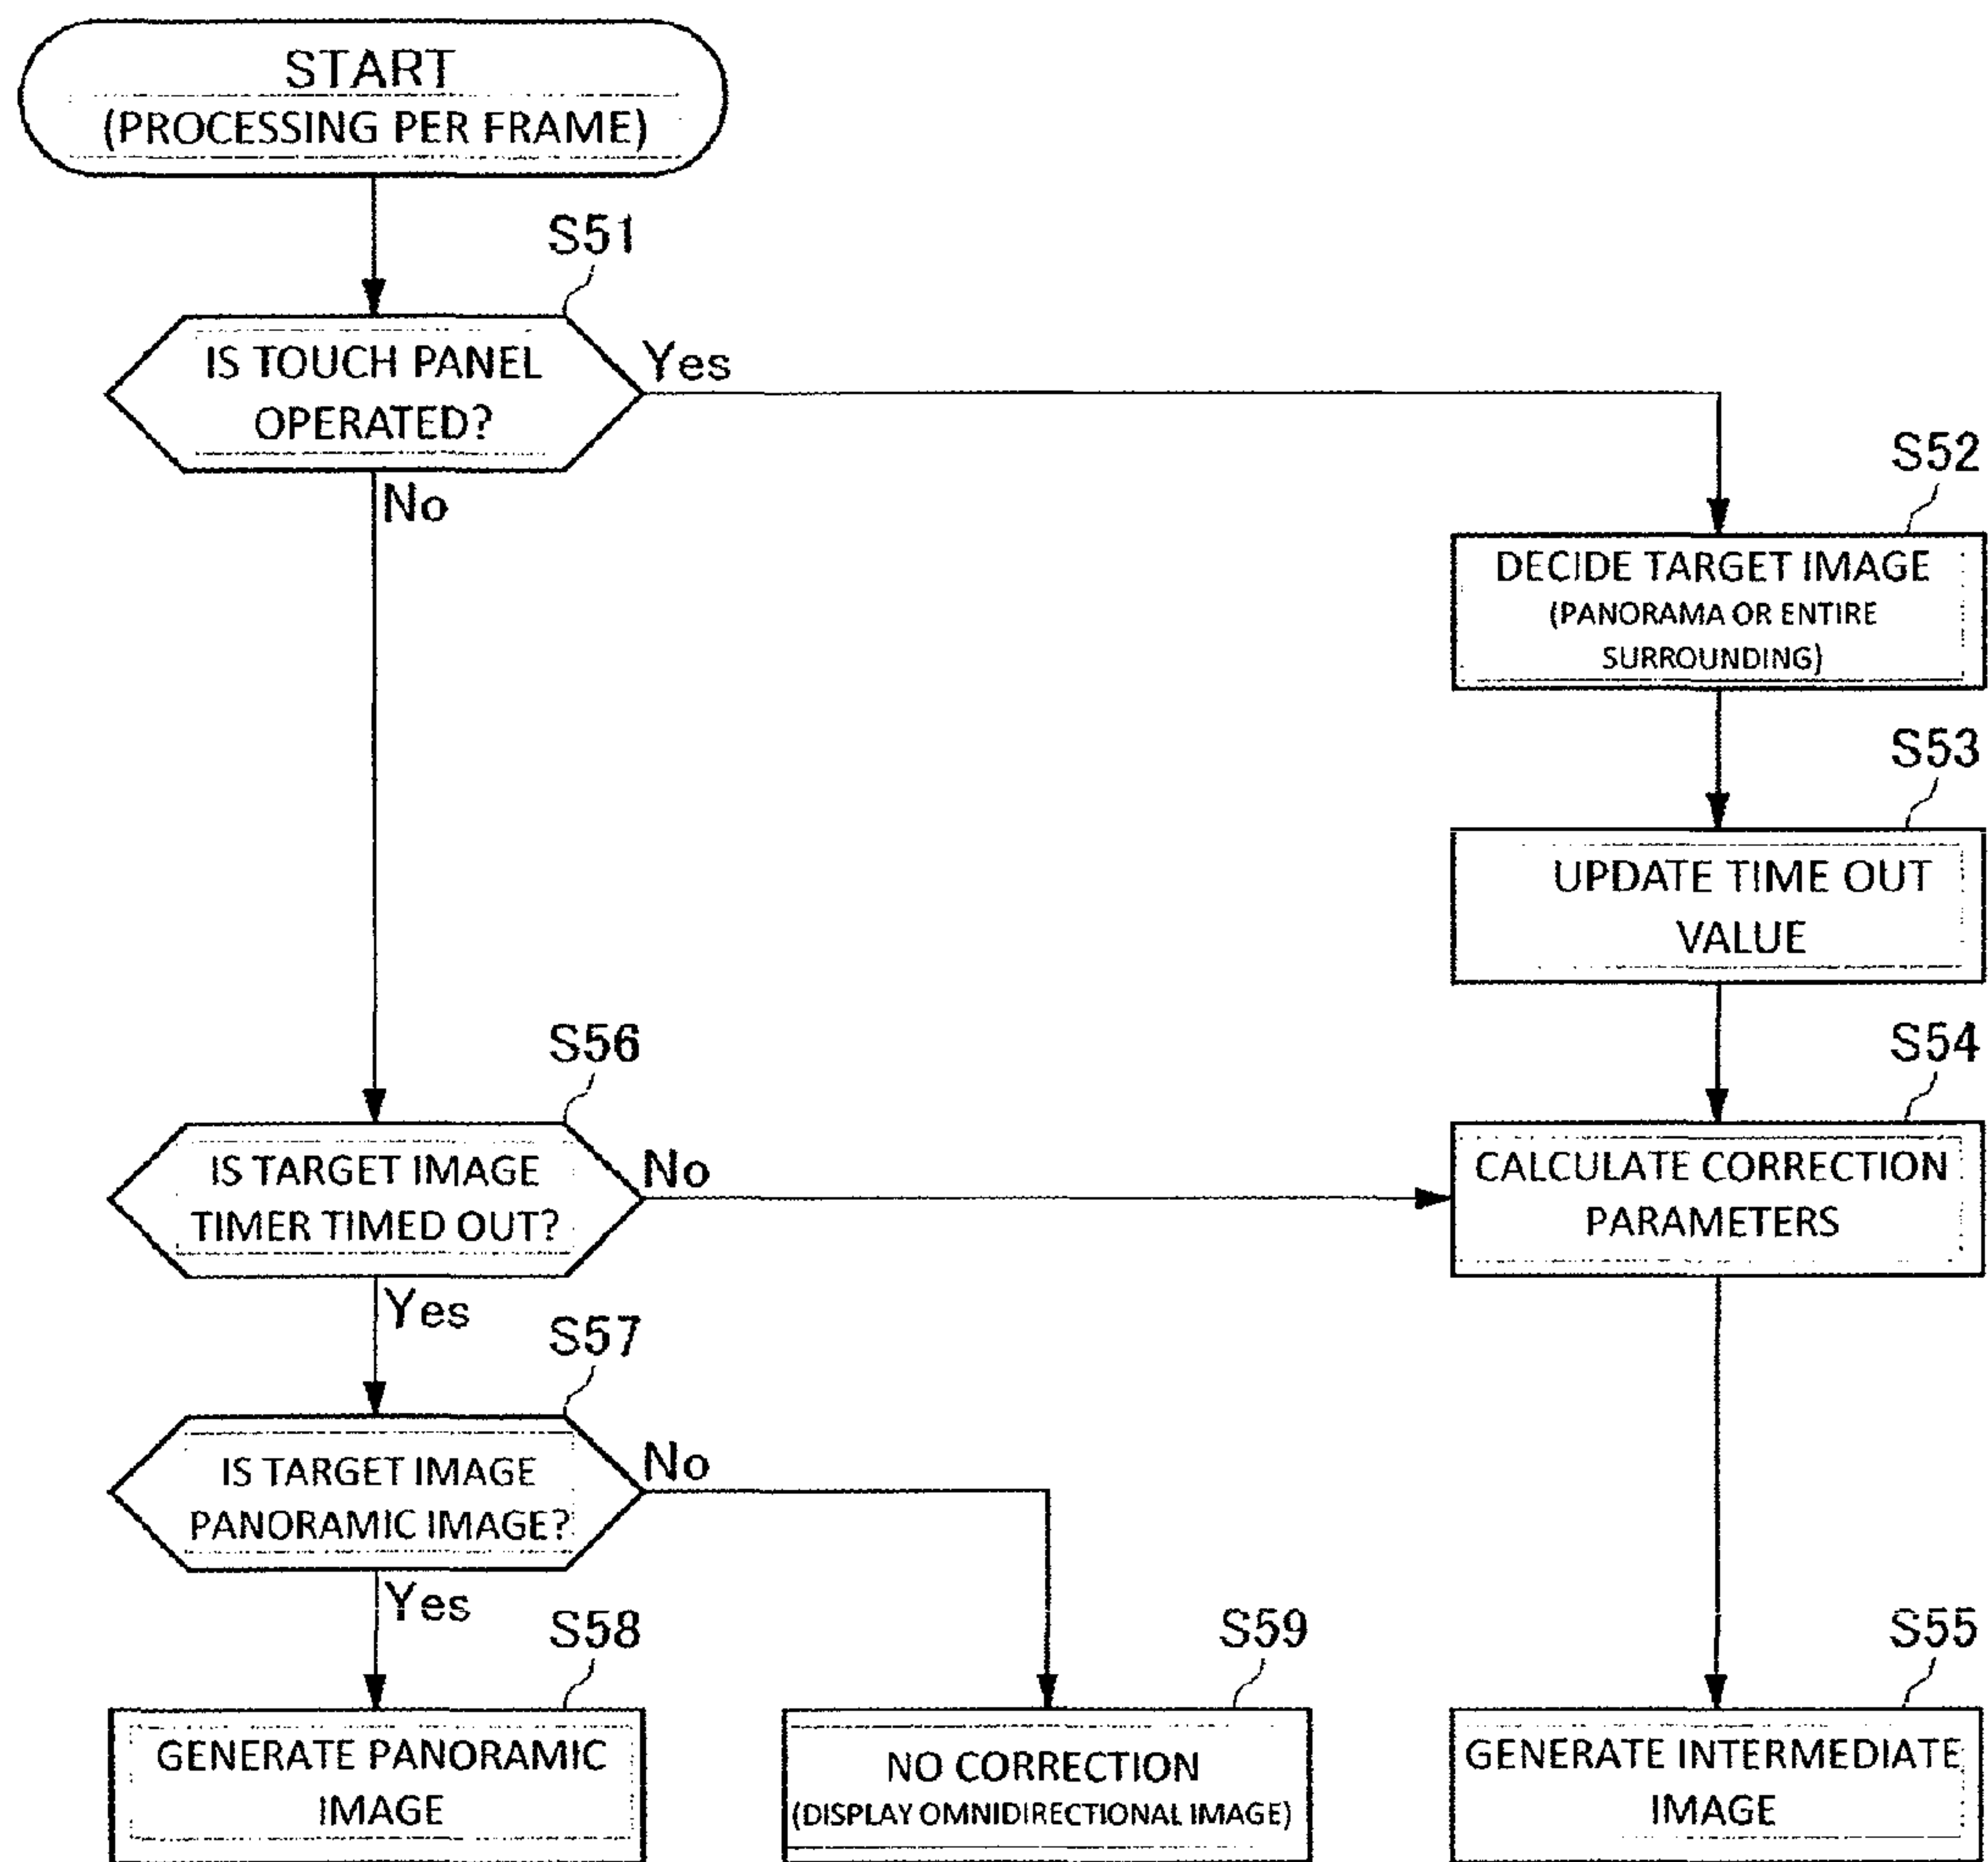 START
(PROCESSING PER FRAME)
S51
IS TOUCH PANEL
OPERATED?
Yes
No
S52
DECIDE TARGET IMAGE
(PANORAMA OR ENTIRE
SURROUNDING)
S53
UPDATE TIME OUT
VALUE
S56
IS TARGET IMAGE
TIMER TIMED OUT?
No
Yes
S54
CALCULATE CORRECTION
PARAMETERS
S57
IS TARGET IMAGE
PANORAMIC IMAGE?
No
Yes
S58
GENERATE PANORAMIC
IMAGE
S59
NO CORRECTION
(DISPLAY OMNIDIRECTIONAL IMAGE)
S55
GENERATE INTERMEDIATE
IMAGE